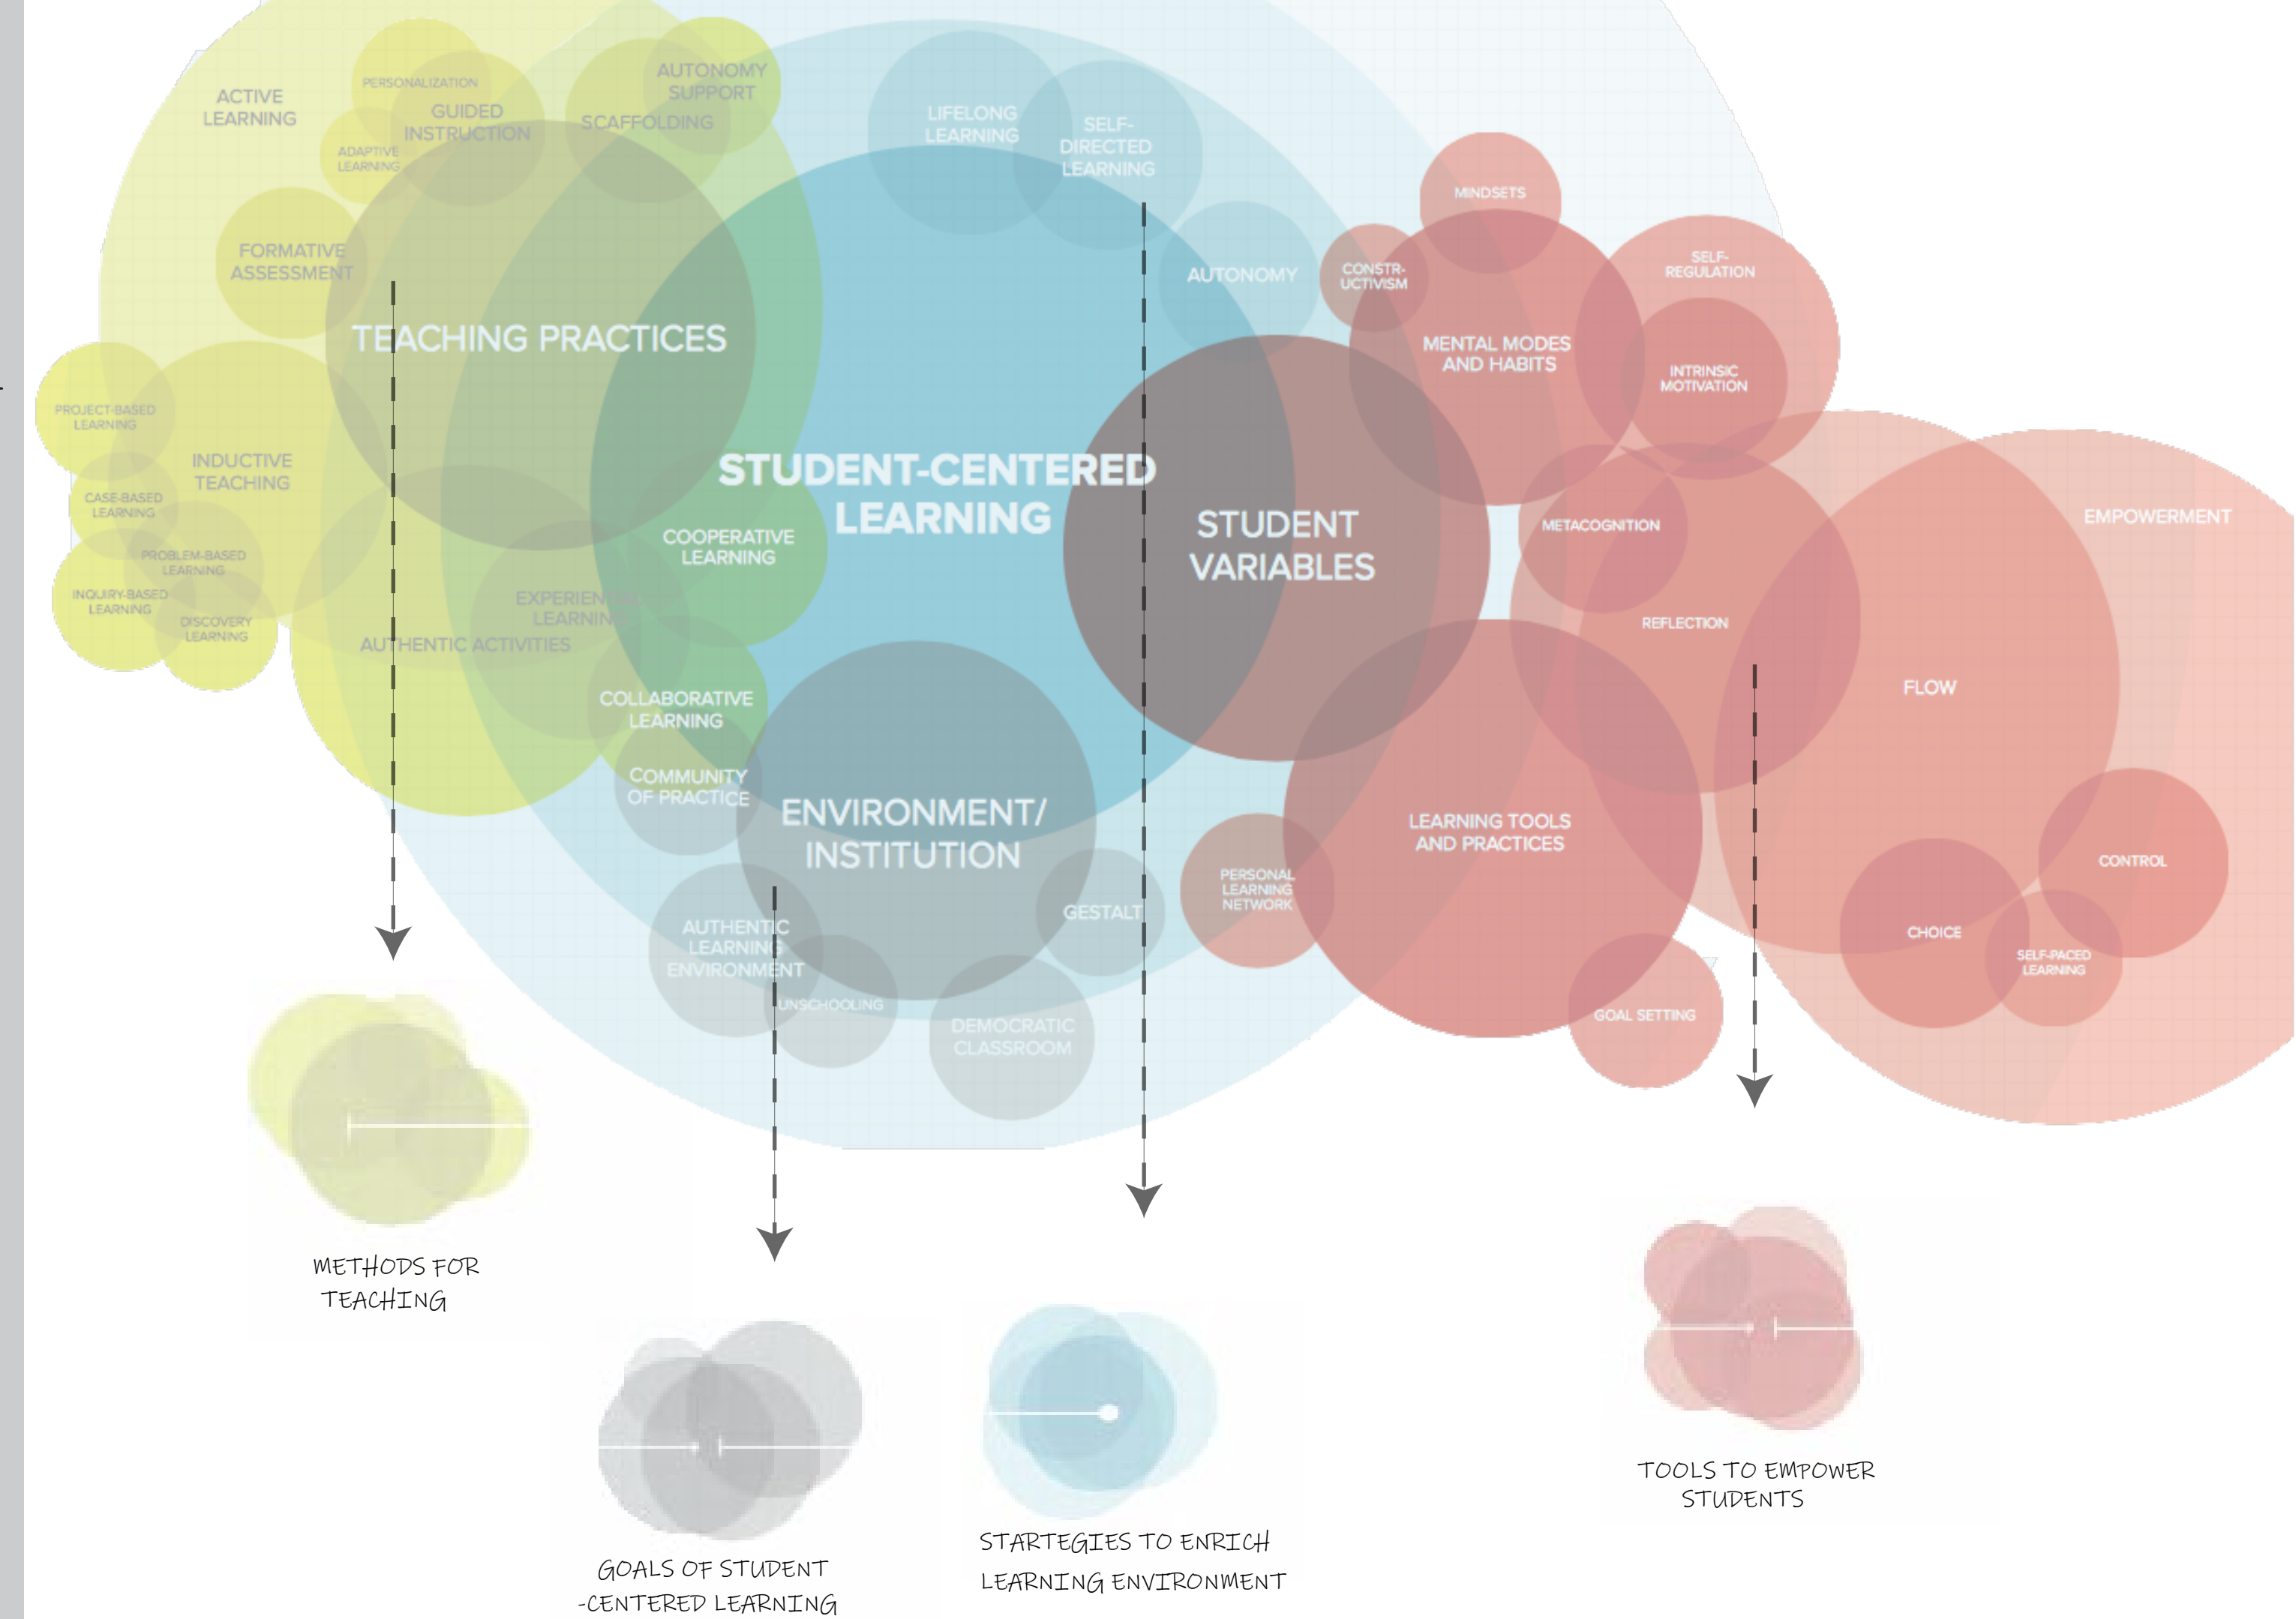 ACTIVE
LEARNING
PERSONALIZATION
GUIDED
INSTRUCTION
ADAPTIVE
LEARNING
SCAFFOLDING
AUTONOMY
SUPPORT
FORMATIVE
ASSESSMENT
TEACHING PRACTICES
PROJECT-BASED
LEARNING
INDUCTIVE
TEACHING
CASE-BASED
LEARNING
PROBLEM-BASED
LEARNING
INQUIRY-BASED
LEARNING
DISCOVERY
LEARNING
AUTHENTIC ACTIVITIES
LEARNING
COOPERATIVE
LEARNING
COLLABORATIVE
LEARNING
COMMUNITY
OF PRACTICE
LIFELONG
LEARNING
SELF-
DIRECTED
LEARNING
AUTONOMY
STUDENT-CENTERED
LEARNING
STUDENT
VARIABLES
ENVIRONMENT/
INSTITUTION
AUTHENTIC
LEARNING
ENVIRONMENT
UNSCHOOLING
DEMOCRATIC
CLASSROOM
GESTALT
MINDSETS
CONSTR-
UCTIVISM
MENTAL MODES
AND HABITS
SELF-
REGULATION
INTRINSIC
MOTIVATION
METACOGNITION
REFLECTION
EMPOWERMENT
FLOW
LEARNING TOOLS
AND PRACTICES
PERSONAL
LEARNING
NETWORK
GOAL SETTING
CHOICE
CONTROL
SELF-PACED
LEARNING
METHODS FOR
TEACHING
GOALS OF STUDENT
-CENTERED LEARNING
STARTEGIES TO ENRICH
LEARNING ENVIRONMENT
TOOLS TO EMPOWER
STUDENTS